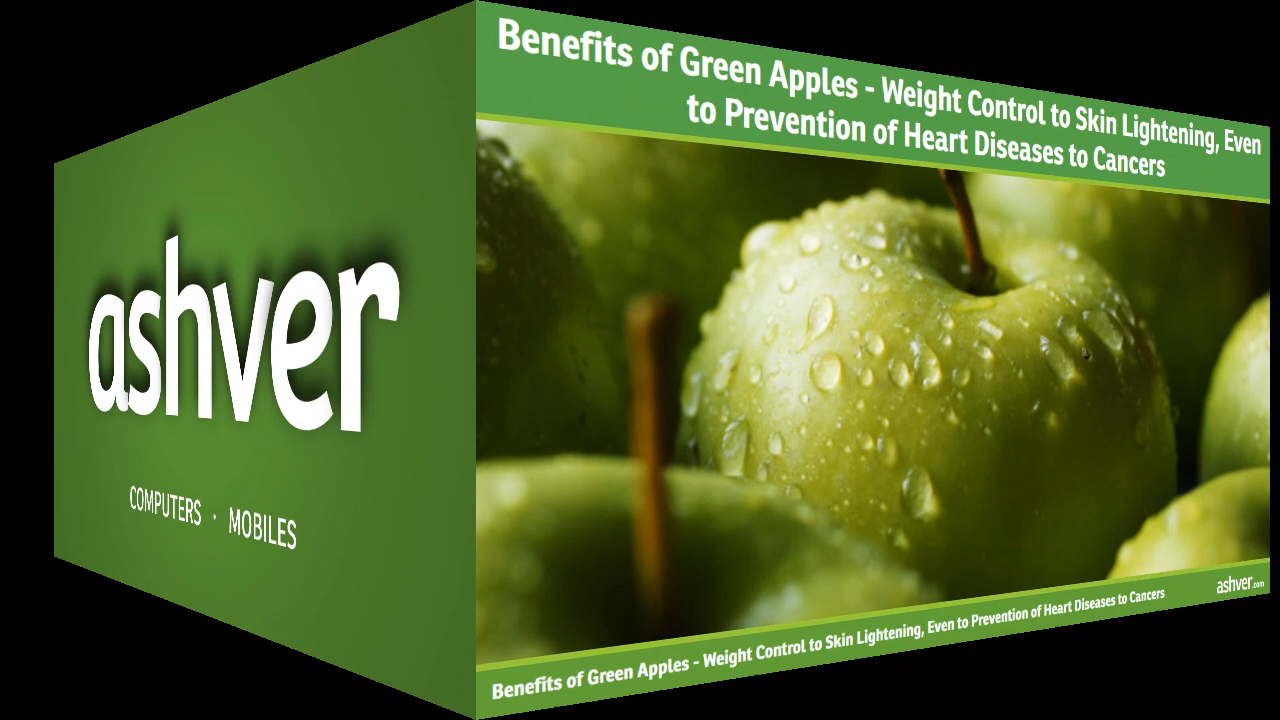 ashver
COMPUTERS · MOBILES
Benefits of Green Apples - Weight Control to Skin Lightening, Even
to Prevention of Heart Diseases to Cancers
Benefits of Green Apples - Weight Control to Skin Lightening, Even to Prevention of Heart Diseases to Cancers
ashver.com